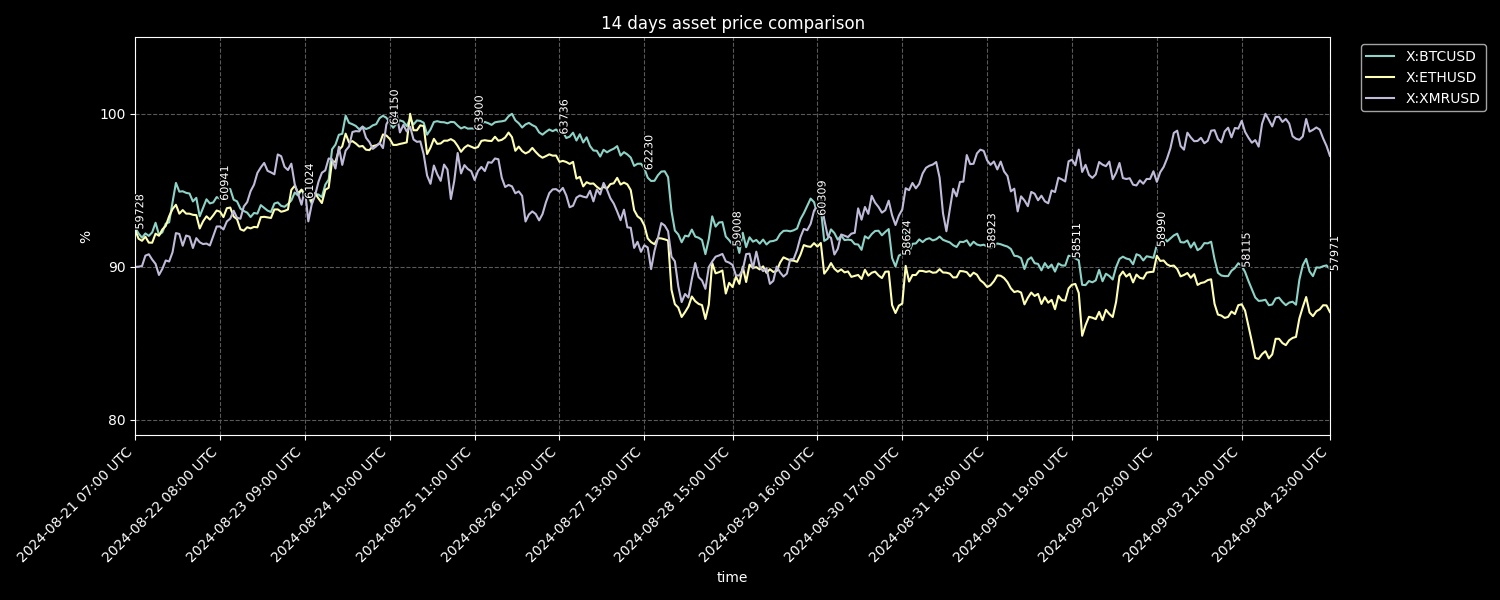 14 days asset price comparison
X:BTCUSD
X:ETHUSD
X:XMRUSD
100
90
80
%
59728
60941
61024
64150
63900
63736
62230
59008
60309
58624
58923
58511
58990
58115
57971
2024-08-21 07:00 UTC
2024-08-22 08:00 UTC
2024-08-23 09:00 UTC
2024-08-24 10:00 UTC
2024-08-25 11:00 UTC
2024-08-26 12:00 UTC
2024-08-27 13:00 UTC
2024-08-28 15:00 UTC
2024-08-29 16:00 UTC
2024-08-30 17:00 UTC
2024-08-31 18:00 UTC
2024-09-01 19:00 UTC
2024-09-02 20:00 UTC
2024-09-03 21:00 UTC
2024-09-04 23:00 UTC
time